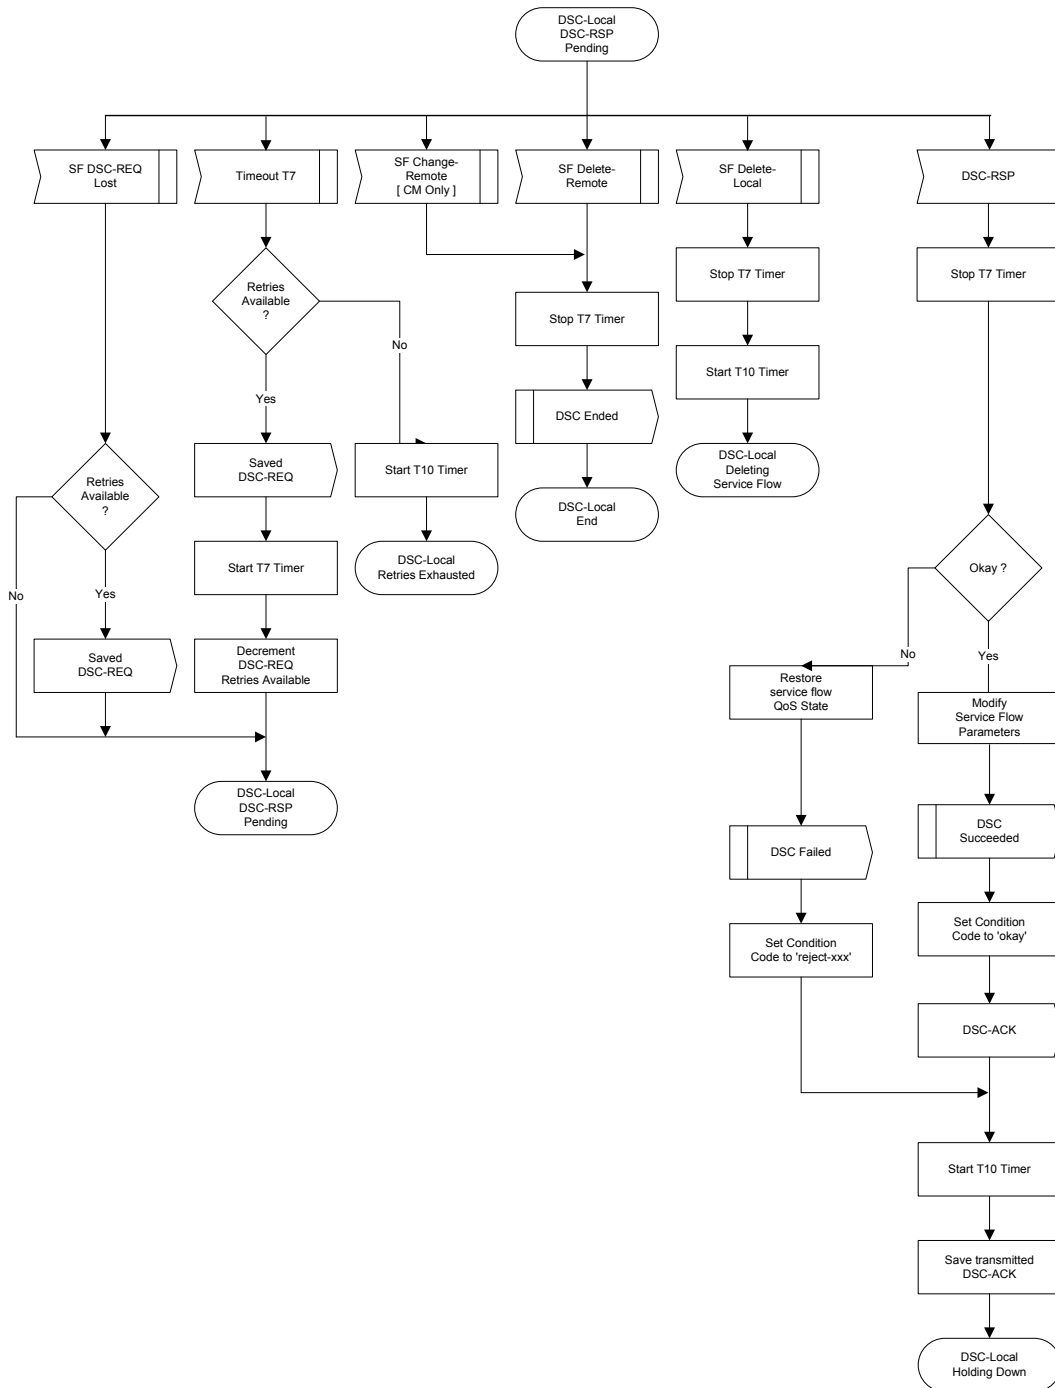 DSC-Local
DSC-RSP
Pending
SF DSC-REQ
Lost
Timeout T7
SF Change-
Remote
[ CM Only ]
SF Delete-
Remote
SF Delete-
Local
DSC-RSP
Retries
Available
?
No
Yes
Stop T7 Timer
Stop T7 Timer
Stop T7 Timer
Start T10 Timer
DSC Ended
Saved
DSC-REQ
Start T10 Timer
DSC-Local
Deleting
Service Flow
Retries
Available
?
DSC-Local
End
Start T7 Timer
DSC-Local
Retries Exhausted
Okay ?
No
Yes
Saved
DSC-REQ
Decrement
DSC-REQ
Retries Available
No
Yes
Restore
service flow
QoS State
Modify
Service Flow
Parameters
DSC-Local
DSC-RSP
Pending
DSC Failed
DSC
Succeeded
Set Condition
Code to 'reject-xxx'
Set Condition
Code to 'okay'
DSC-ACK
Start T10 Timer
Save transmitted
DSC-ACK
DSC-Local
Holding Down